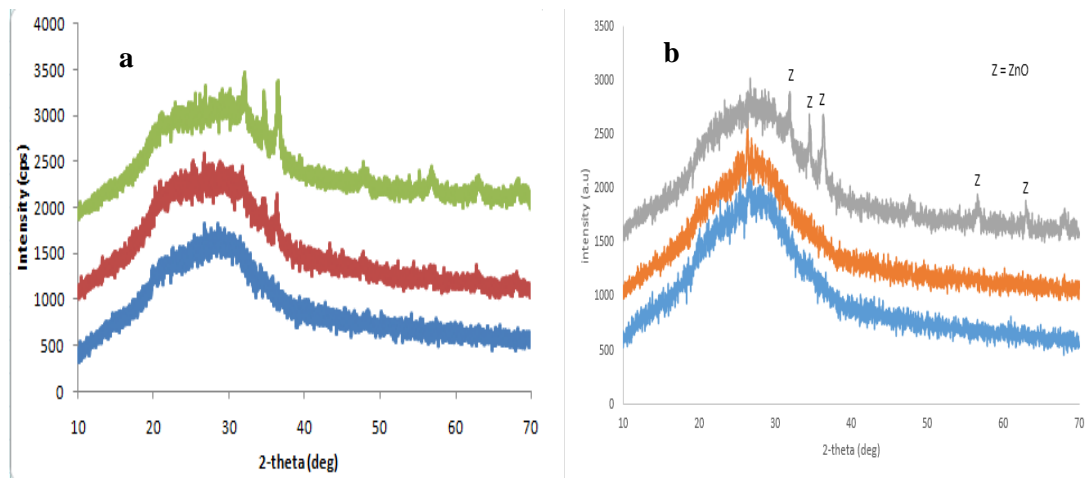 a
4000
3500
3000
2500
2000
1500
1000
500
0
Intensity (cps)
10 20 30 40 50 60 70
2-theta (deg)
b
3500
3000
2500
2000
1500
1000
500
0
intensity (a.u)
Z = ZnO
Z
Z Z
Z Z
10 20 30 40 50 60 70
2-theta (deg)